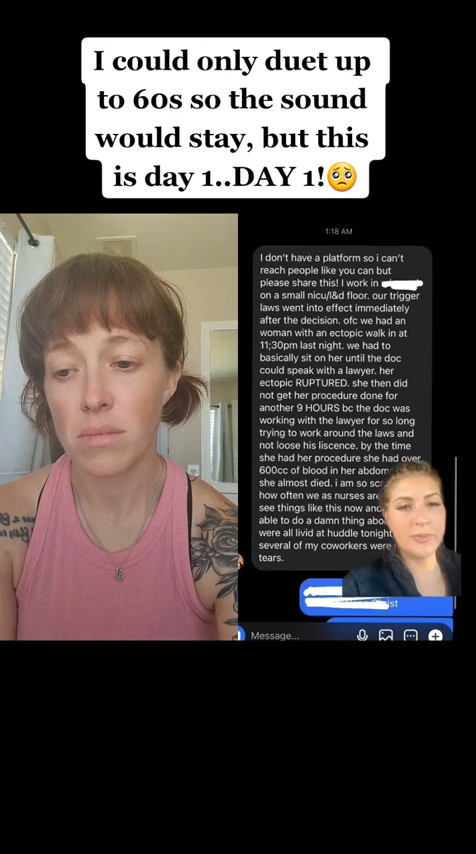 I could only duet up
to 60s so the sound
would stay, but this
is day 1..DAY 1!🥺
1:18 AM
I don't have a platform so i can't
reach people like you can but
please share this! I work in
on a small nicu/l&d floor. our trigger
laws went into effect immediately
after the decision. ofc we had an
woman with an ectopic walk in at
11;30pm last night. we had to
basically sit on her until the doc
could speak with a lawyer. her
ectopic RUPTURED. she then did
not get her procedure done for
another 9 HOURS bc the doc was
working with the lawyer for so long
trying to work around the laws and
not loose his liscence. by the time
she had her procedure she had over
600cc of blood in her abdom
she almost died. i am so sca
how often we as nurses are
see things like this now and
able to do a damn thing abou
were all livid at huddle tonight
several of my coworkers were
tears.
Message...